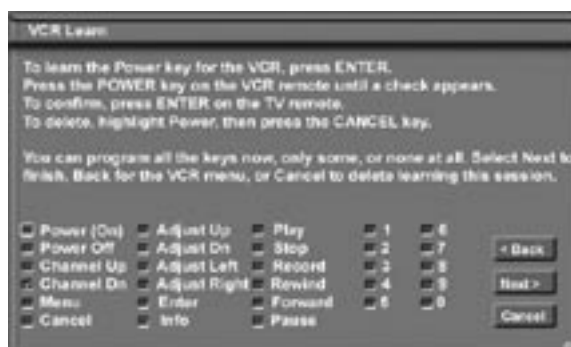 VCR Learn
To learn the Power key for the VCR, press ENTER.
Press the POWER key on the VCR remote until a check appears.
To confirm, press ENTER on the TV remote.
To delete, highlight Power, then press the CANCEL key.
You can program all the keys now, only some, or none at all. Select Next to
finish, Back for the VCR menu, or Cancel to delete learning this session.
Power (On) Adjust Up Play 1 6
Power Off Adjust Dn Stop 2 7 < Back
Channel Up Adjust Left Record 3 8
Channel Dn Adjust Right Rewind 4 9 Next >
Menu Enter Forward 5 0
Cancel Info Pause Cancel